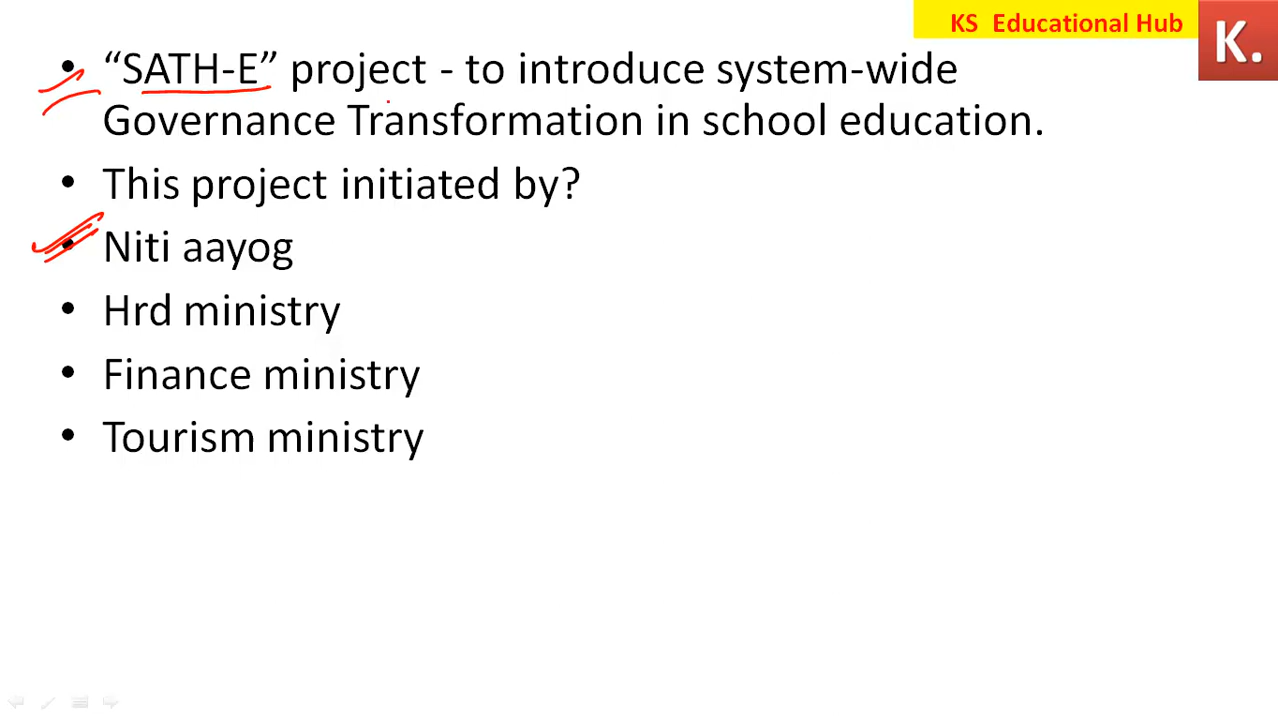 KS Educational Hub
K.
• “SATH-E” project - to introduce system-wide
Governance Transformation in school education.
• This project initiated by?
• Niti aayog
• Hrd ministry
• Finance ministry
• Tourism ministry